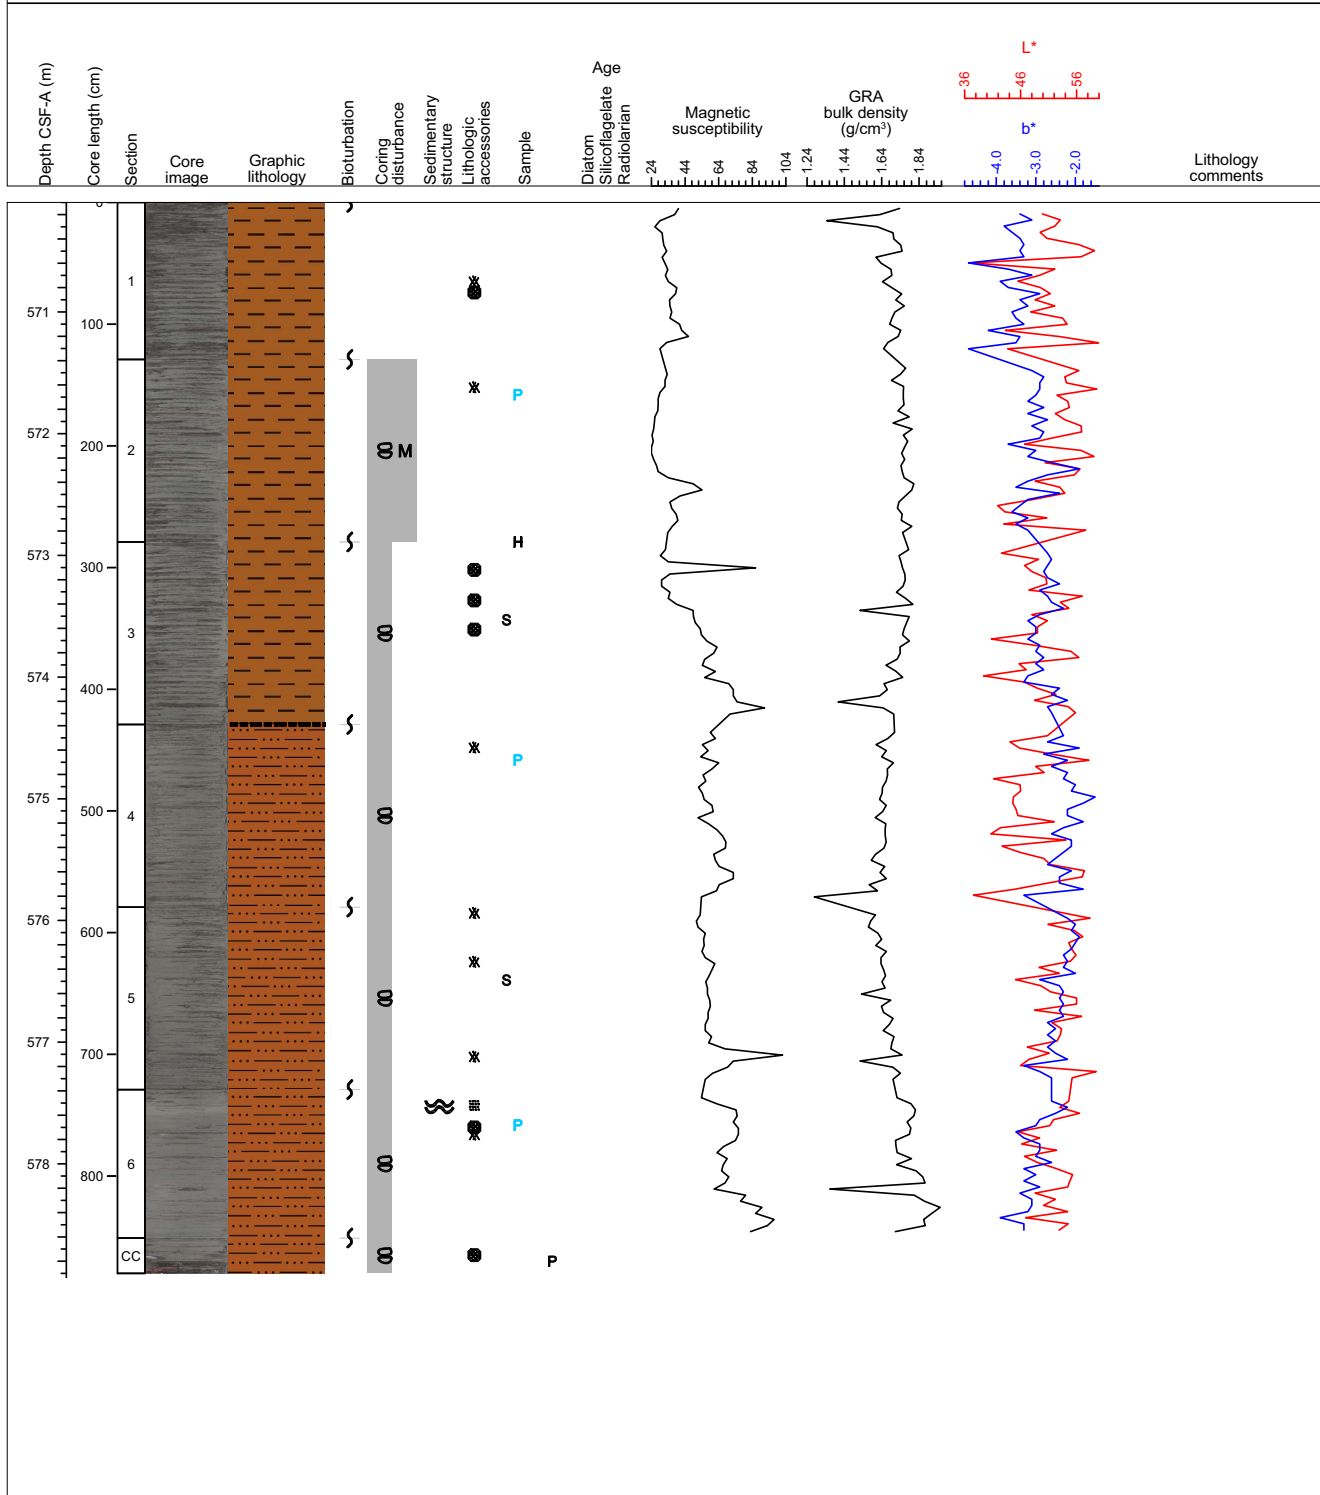 L*
36 46 56
Age
Depth CSF-A (m)
Core length (cm)
Section
Core
image
Graphic
lithology
Bioturbation
Coring
disturbance
Sedimentary
structure
Lithologic
accessories
Sample
Diatom
Silicoflagelate
Radiolarian
Magnetic
susceptibility
24 44 64 84 104
GRA
bulk density
(g/cm³)
1.24 1.44 1.64 1.84
b*
-4.0 -3.0 -2.0
Lithology
comments
0
1
571
100
P
572
200
2
M
H
573
300
S
3
574
400
P
575
500
4
576
600
S
5
577
700
P
578
800
6
CC
P